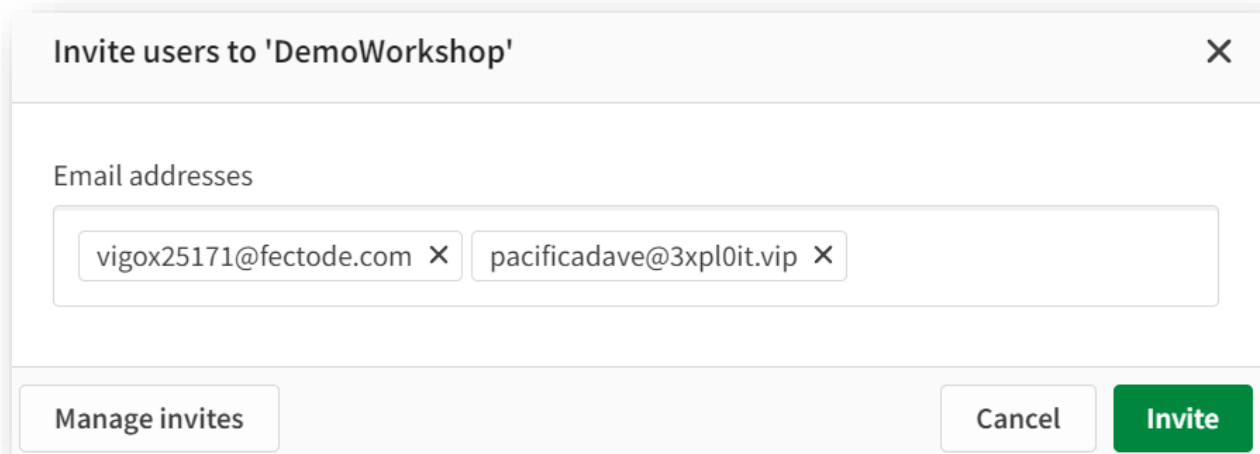 Invite users to 'DemoWorkshop'
Email addresses
vigox25171@fectode.com pacificadave@3xpl0it.vip
Manage invites Cancel Invite